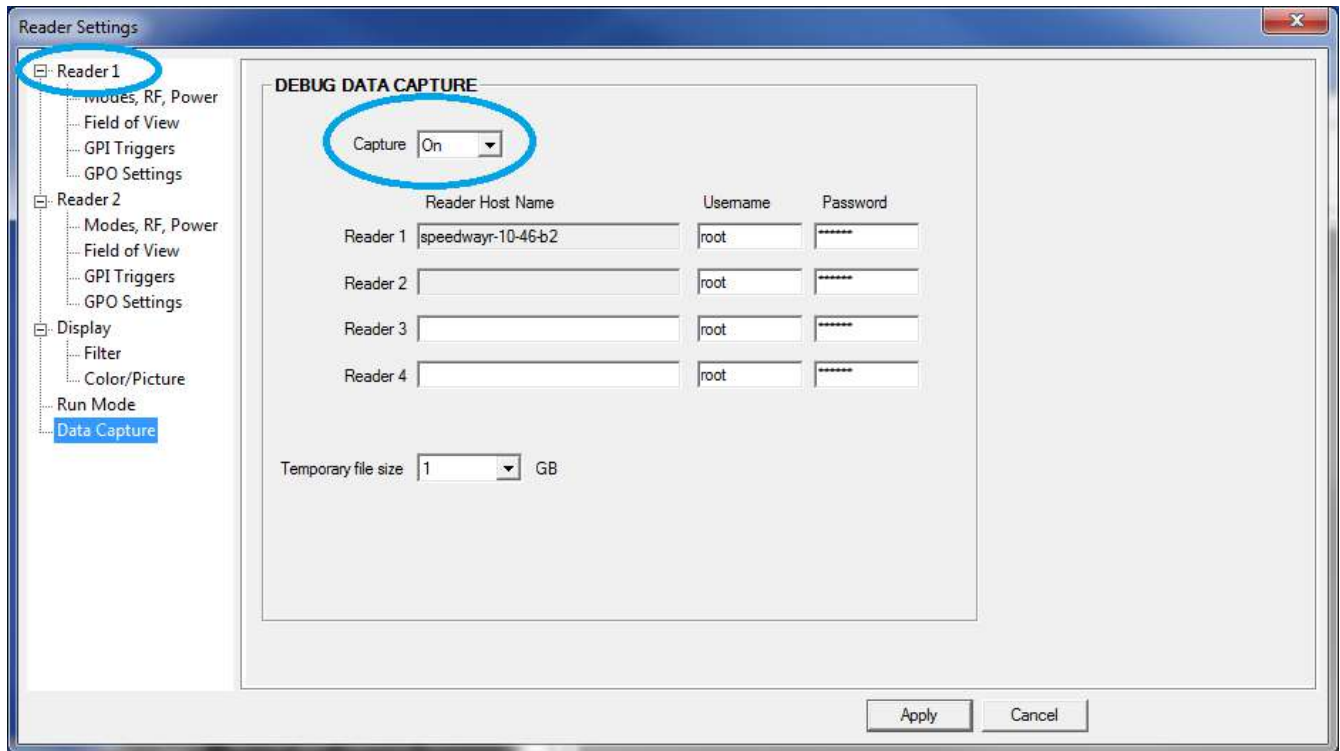 Reader Settings
Reader 1
Modes, RF, Power
Field of View
GPI Triggers
GPO Settings
Reader 2
Modes, RF, Power
Field of View
GPI Triggers
GPO Settings
Display
Filter
Color/Picture
Run Mode
Data Capture
DEBUG DATA CAPTURE
Capture On
Reader Host Name Username Password
Reader 1 speedwayr-10-46-b2 root ******
Reader 2 root ******
Reader 3 root ******
Reader 4 root ******
Temporary file size 1 GB
Apply Cancel